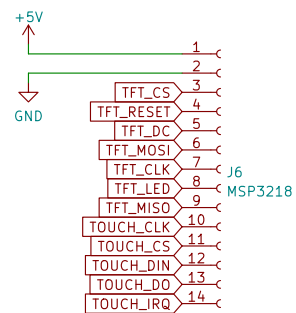 +5V
1
2
GND
TFT_CS 3
TFT_RESET 4
TFT_DC 5
TFT_MOSI 6
TFT_CLK 7
J6
TFT_LED 8
MSP3218
TFT_MISO 9
TOUCH_CLK 10
TOUCH_CS 11
TOUCH_DIN 12
TOUCH_DO 13
TOUCH_IRQ 14